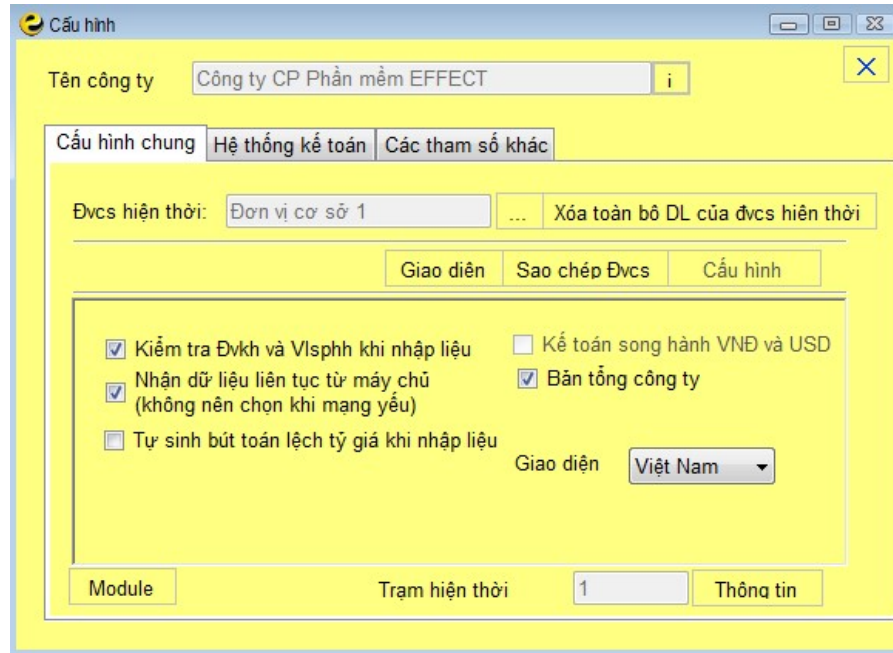 Cấu hình
Tên công ty Công ty CP Phần mềm EFFECT i
Cấu hình chung Hệ thống kế toán Các tham số khác
Đvcs hiện thời: Đơn vị cơ sở 1 ... Xóa toàn bô DL của đvcs hiên thời
Giao diên Sao chép Đvcs Cấu hình
Kiểm tra Đvkh và Vlsphh khi nhập liệu Kế toán song hành VNĐ và USD
Nhận dữ liệu liên tục từ máy chủ Bản tổng công ty
(không nên chọn khi mạng yếu)
Tự sinh bút toán lệch tỷ giá khi nhập liệu
Giao diện Việt Nam
Module Trạm hiện thời 1 Thông tin